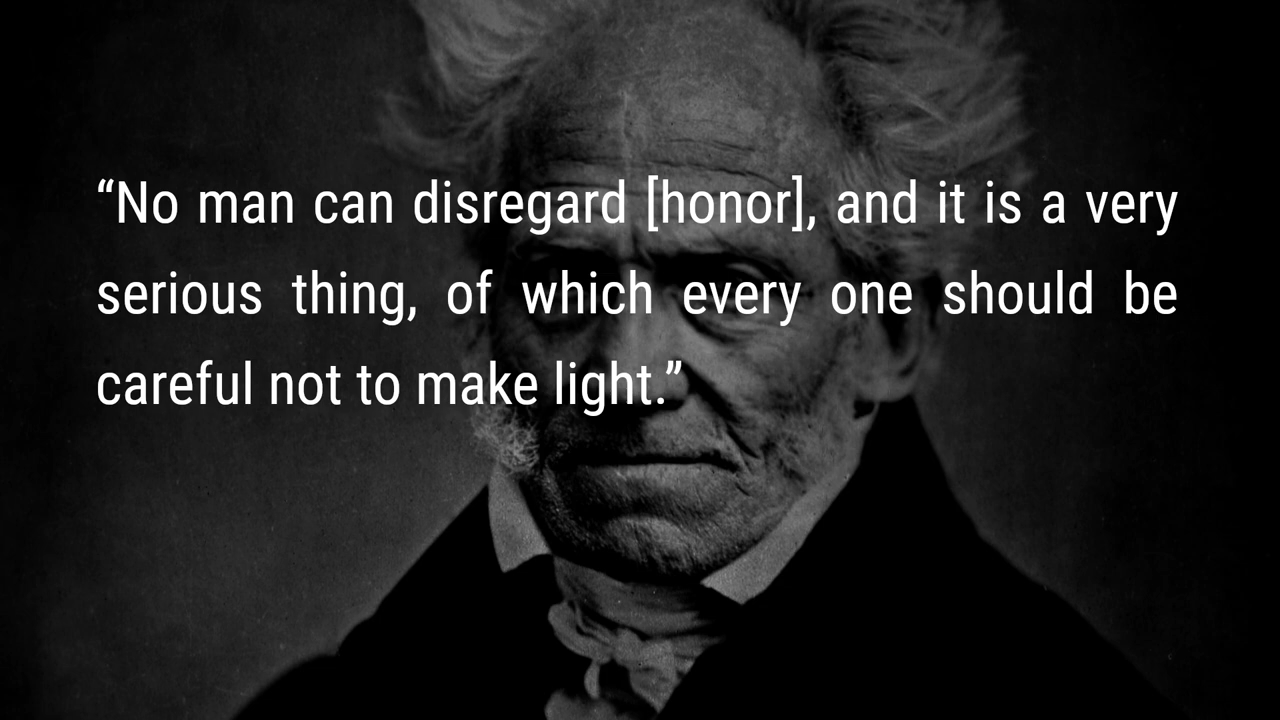 “No man can disregard [honor], and it is a very
serious thing, of which every one should be
careful not to make light.”